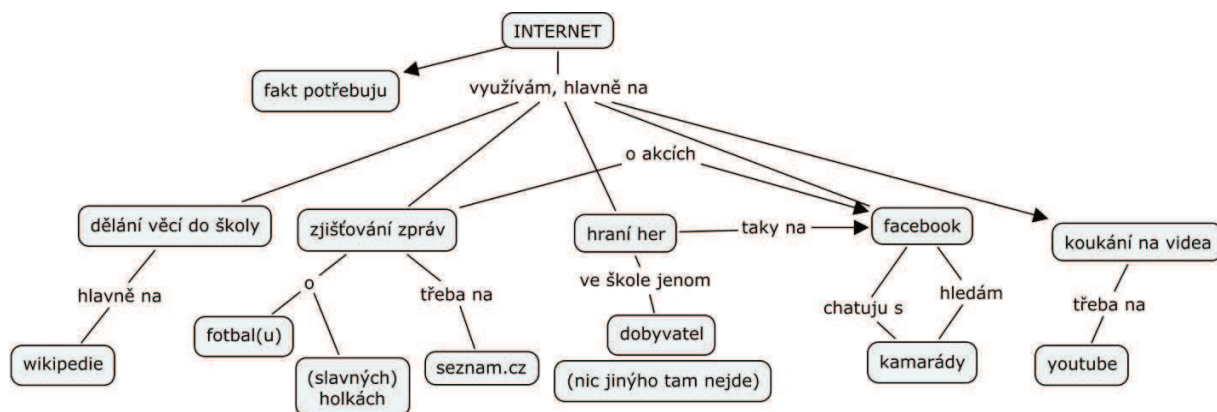 INTERNET
fakt potřebuju
využívám, hlavně na
o akcích
dělání věcí do školy
zjišťování zpráv
hraní her
taky na
facebook
koukání na videa
hlavně na
o
třeba na
ve škole jenom
chatuju s
hledám
třeba na
wikipedie
fotbal(u)
(slavných)
holkách
seznam.cz
dobyvatel
(nic jinýho tam nejde)
kamarády
youtube